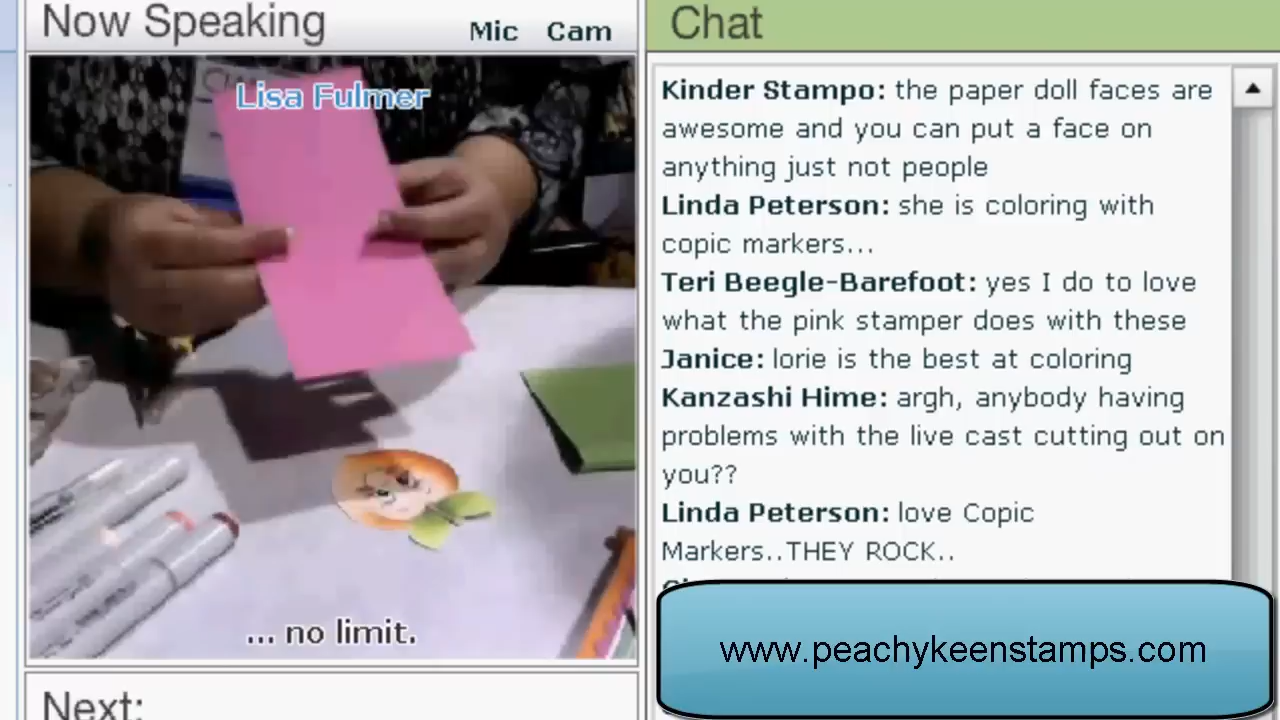 Now Speaking
Mic Cam
Lisa Fulmer
... no limit.
Next:
Chat
Kinder Stampo: the paper doll faces are
awesome and you can put a face on
anything just not people
Linda Peterson: she is coloring with
copic markers...
Teri Beegle-Barefoot: yes I do to love
what the pink stamper does with these
Janice: lorie is the best at coloring
Kanzashi Hime: argh, anybody having
problems with the live cast cutting out on
you??
Linda Peterson: love Copic
Markers..THEY ROCK..
www.peachykeenstamps.com